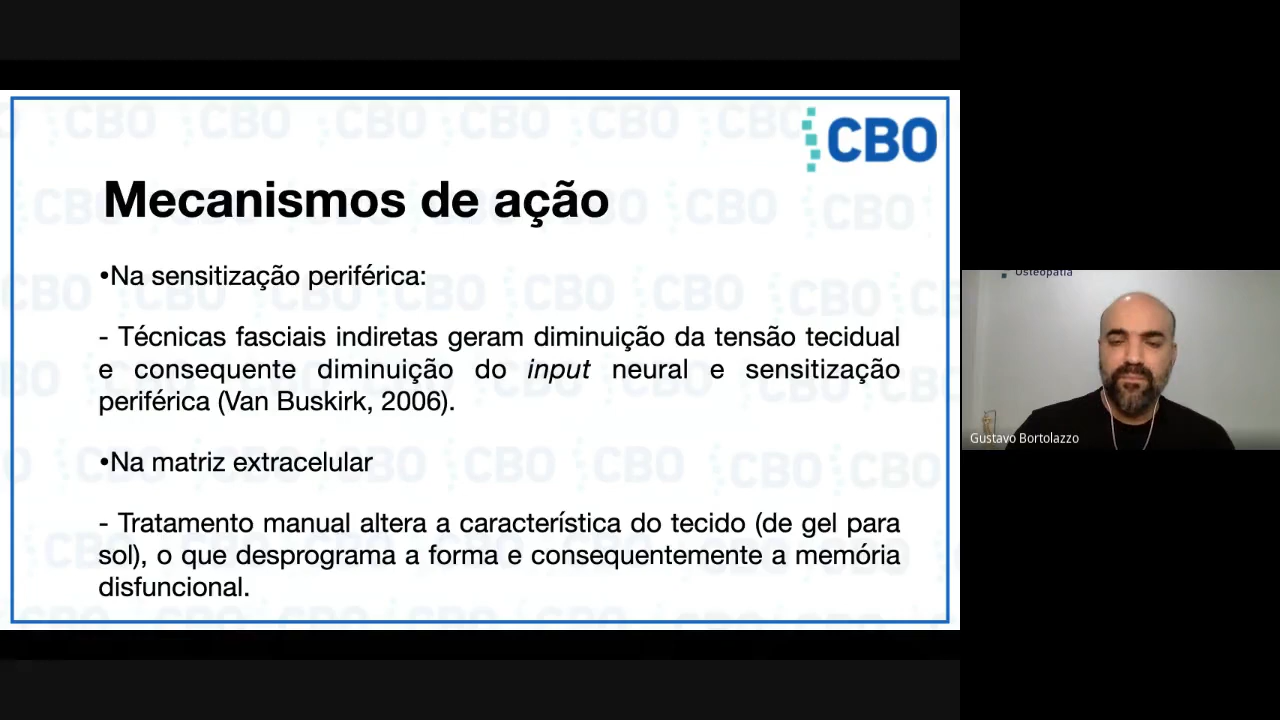 CBO
Mecanismos de ação
•Na sensitização periférica:
- Técnicas fasciais indiretas geram diminuição da tensão tecidual
e consequente diminuição do input neural e sensitização
periférica (Van Buskirk, 2006).
•Na matriz extracelular
- Tratamento manual altera a característica do tecido (de gel para
sol), o que desprograma a forma e consequentemente a memória
disfuncional.
Osteopatia
Gustavo Bortolazzo